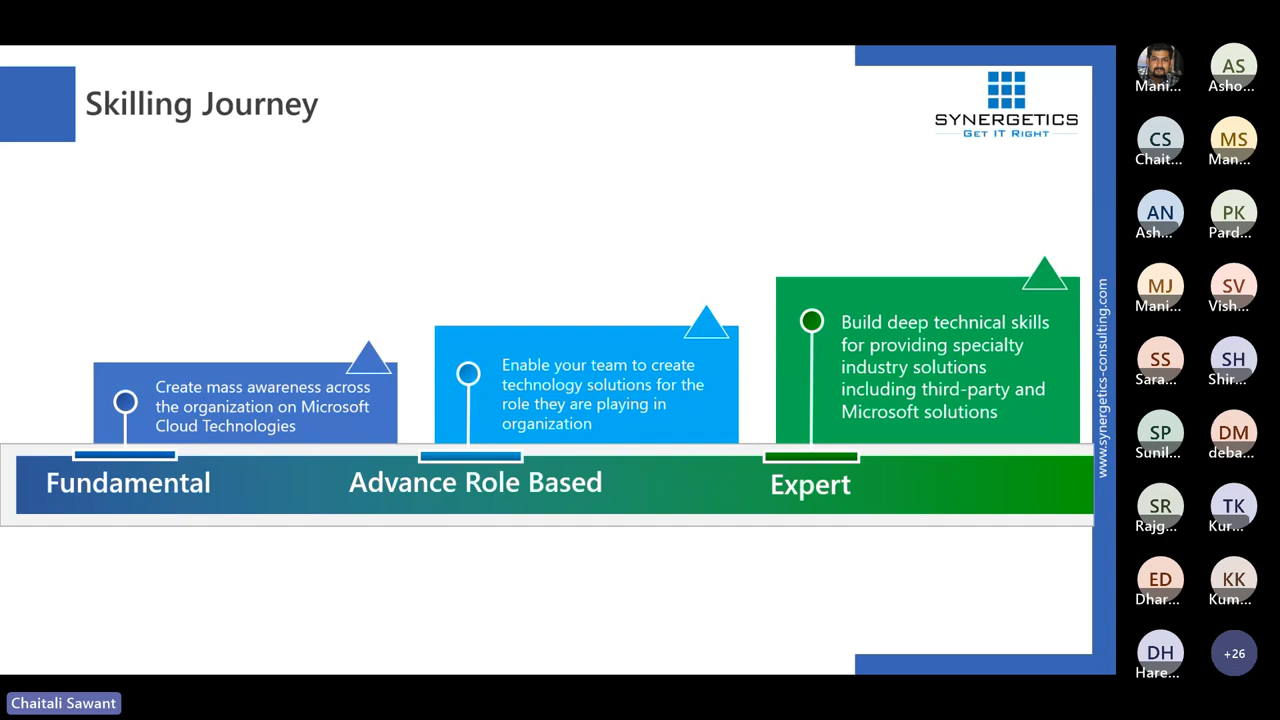 Skilling Journey
SYNERGETICS
GET IT RIGHT
Create mass awareness across
the organization on Microsoft
Cloud Technologies
Enable your team to create
technology solutions for the
role they are playing in
organization
Build deep technical skills
for providing specialty
industry solutions
including third-party and
Microsoft solutions
Fundamental
Advance Role Based
Expert
www.synergetics-consulting.com
Mani...
AS
Asho...
CS
Chait...
MS
Man...
AN
Ash...
PK
Pard...
MJ
Mani...
SV
Vish...
SS
Sara...
SH
Shir...
SP
Sunil...
DM
deba...
SR
Rajg...
TK
Kur...
ED
Dhar...
KK
Kum...
DH
Hare...
+26
Chaitali Sawant